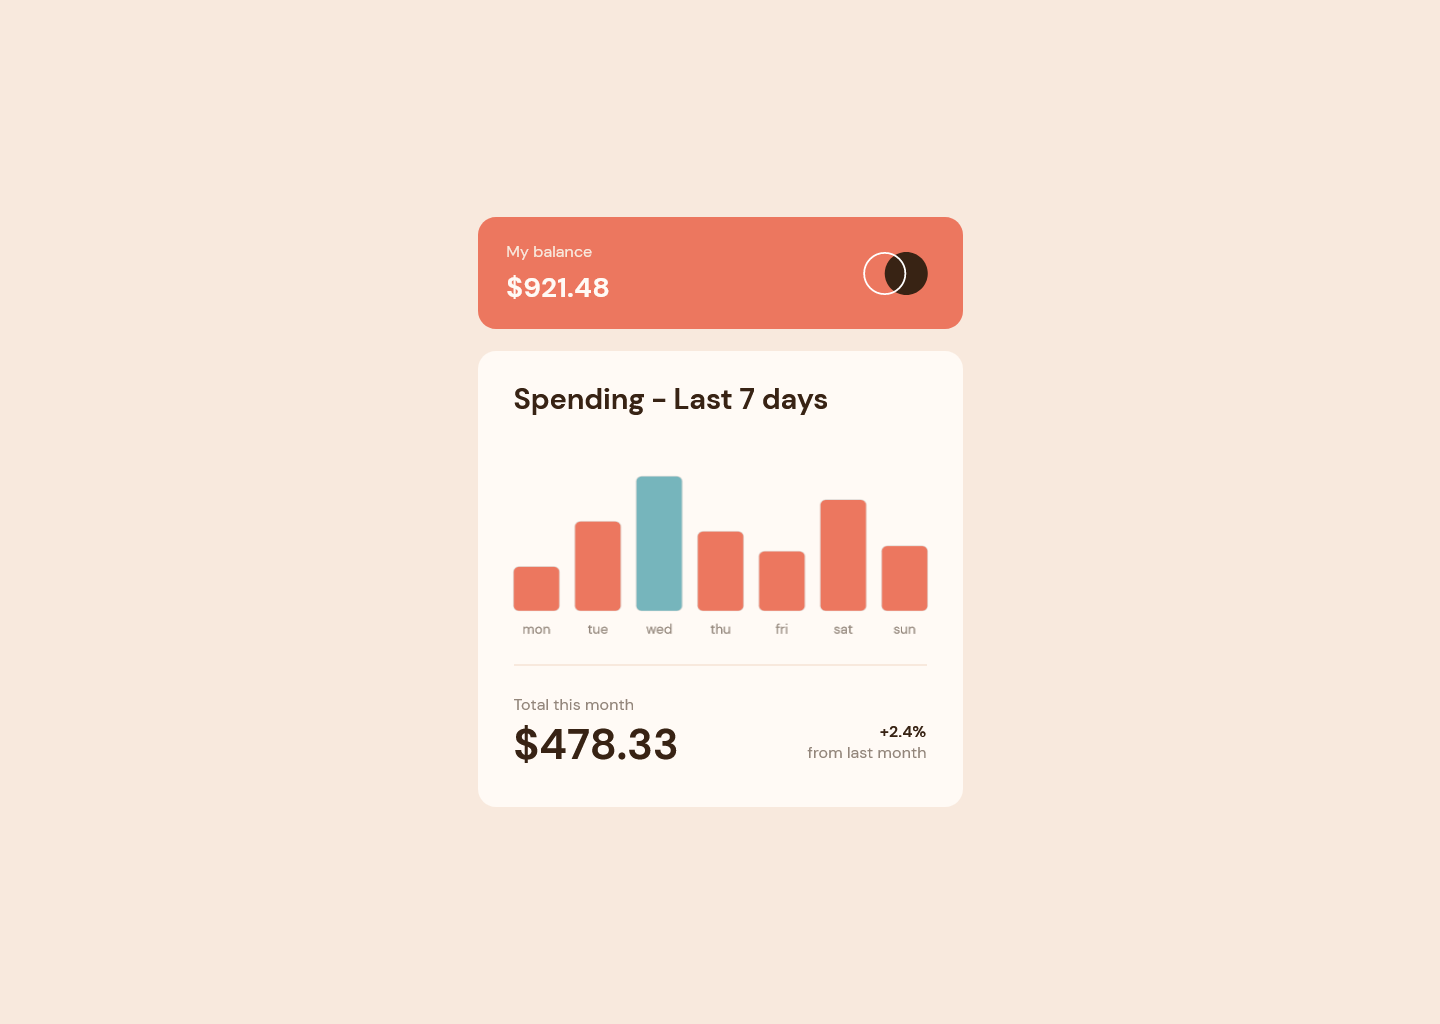 My balance
$921.48
Spending - Last 7 days
mon tue wed thu fri sat sun
Total this month
$478.33
+2.4%
from last month